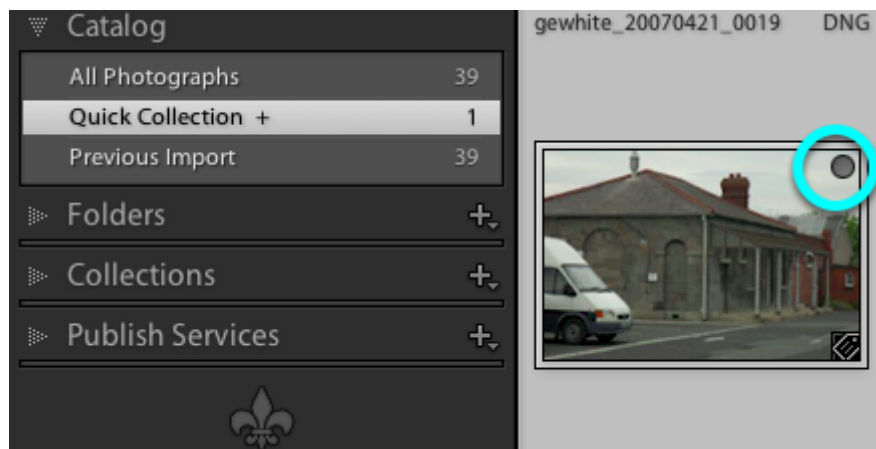 Catalog
All Photographs 39
Quick Collection + 1
Previous Import 39
Folders
Collections
Publish Services
gewhite_20070421_0019 DNG